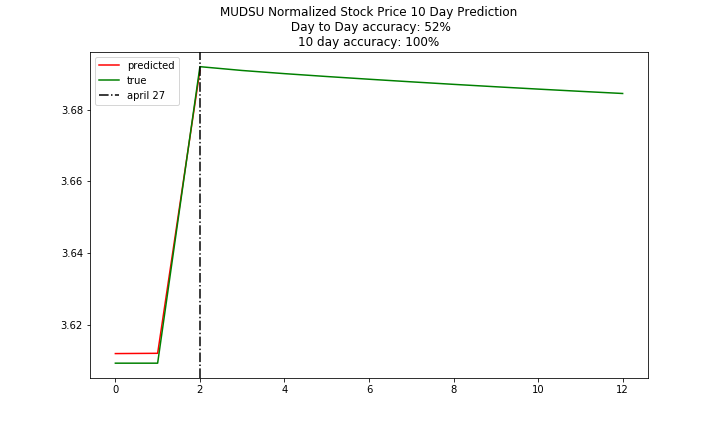 MUDSU Normalized Stock Price 10 Day Prediction
Day to Day accuracy: 52%
10 day accuracy: 100%
predicted
true
april 27
3.68
3.66
3.64
3.62
0 2 4 6 8 10 12